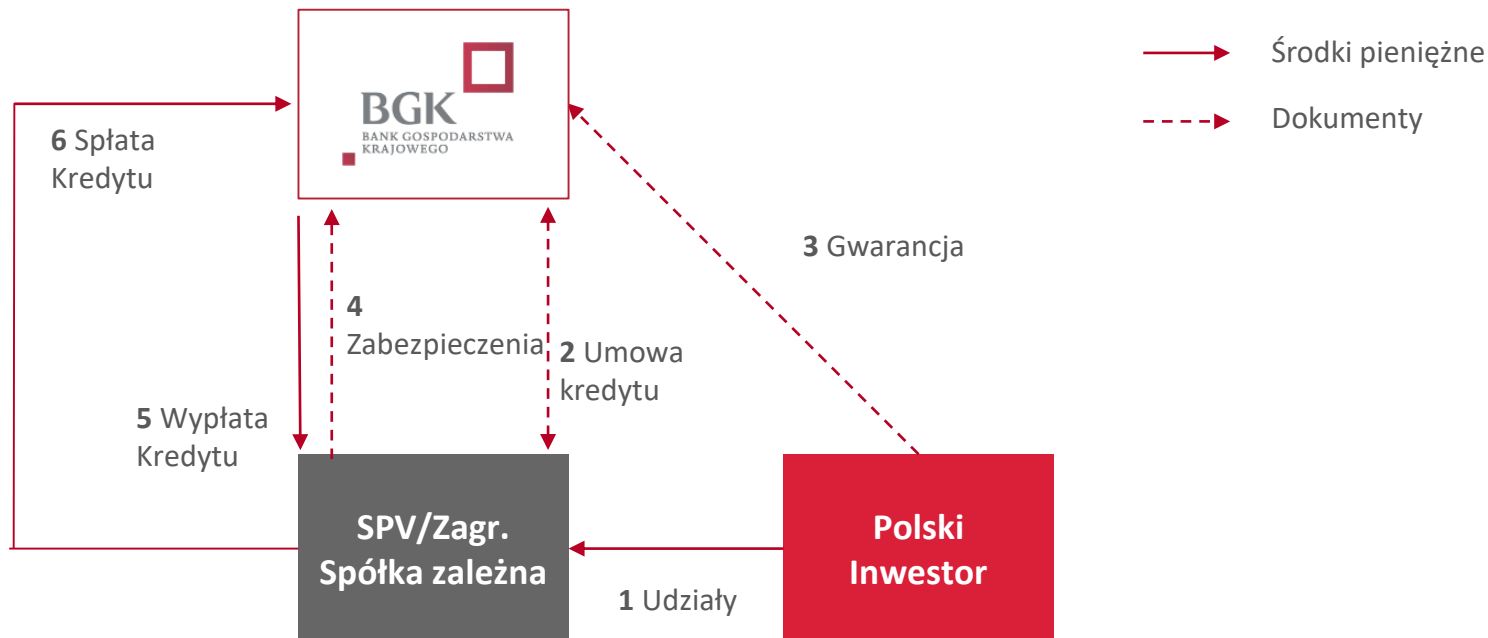 BGK
BANK GOSPODARSTWA
KRAJOWEGO
Środki pieniężne
Dokumenty
6 Spłata
Kredytu
3 Gwarancja
4
Zabezpieczenia
2 Umowa
kredytu
5 Wypłata
Kredytu
SPV/Zagr.
Spółka zależna
Polski
Inwestor
1 Udziały